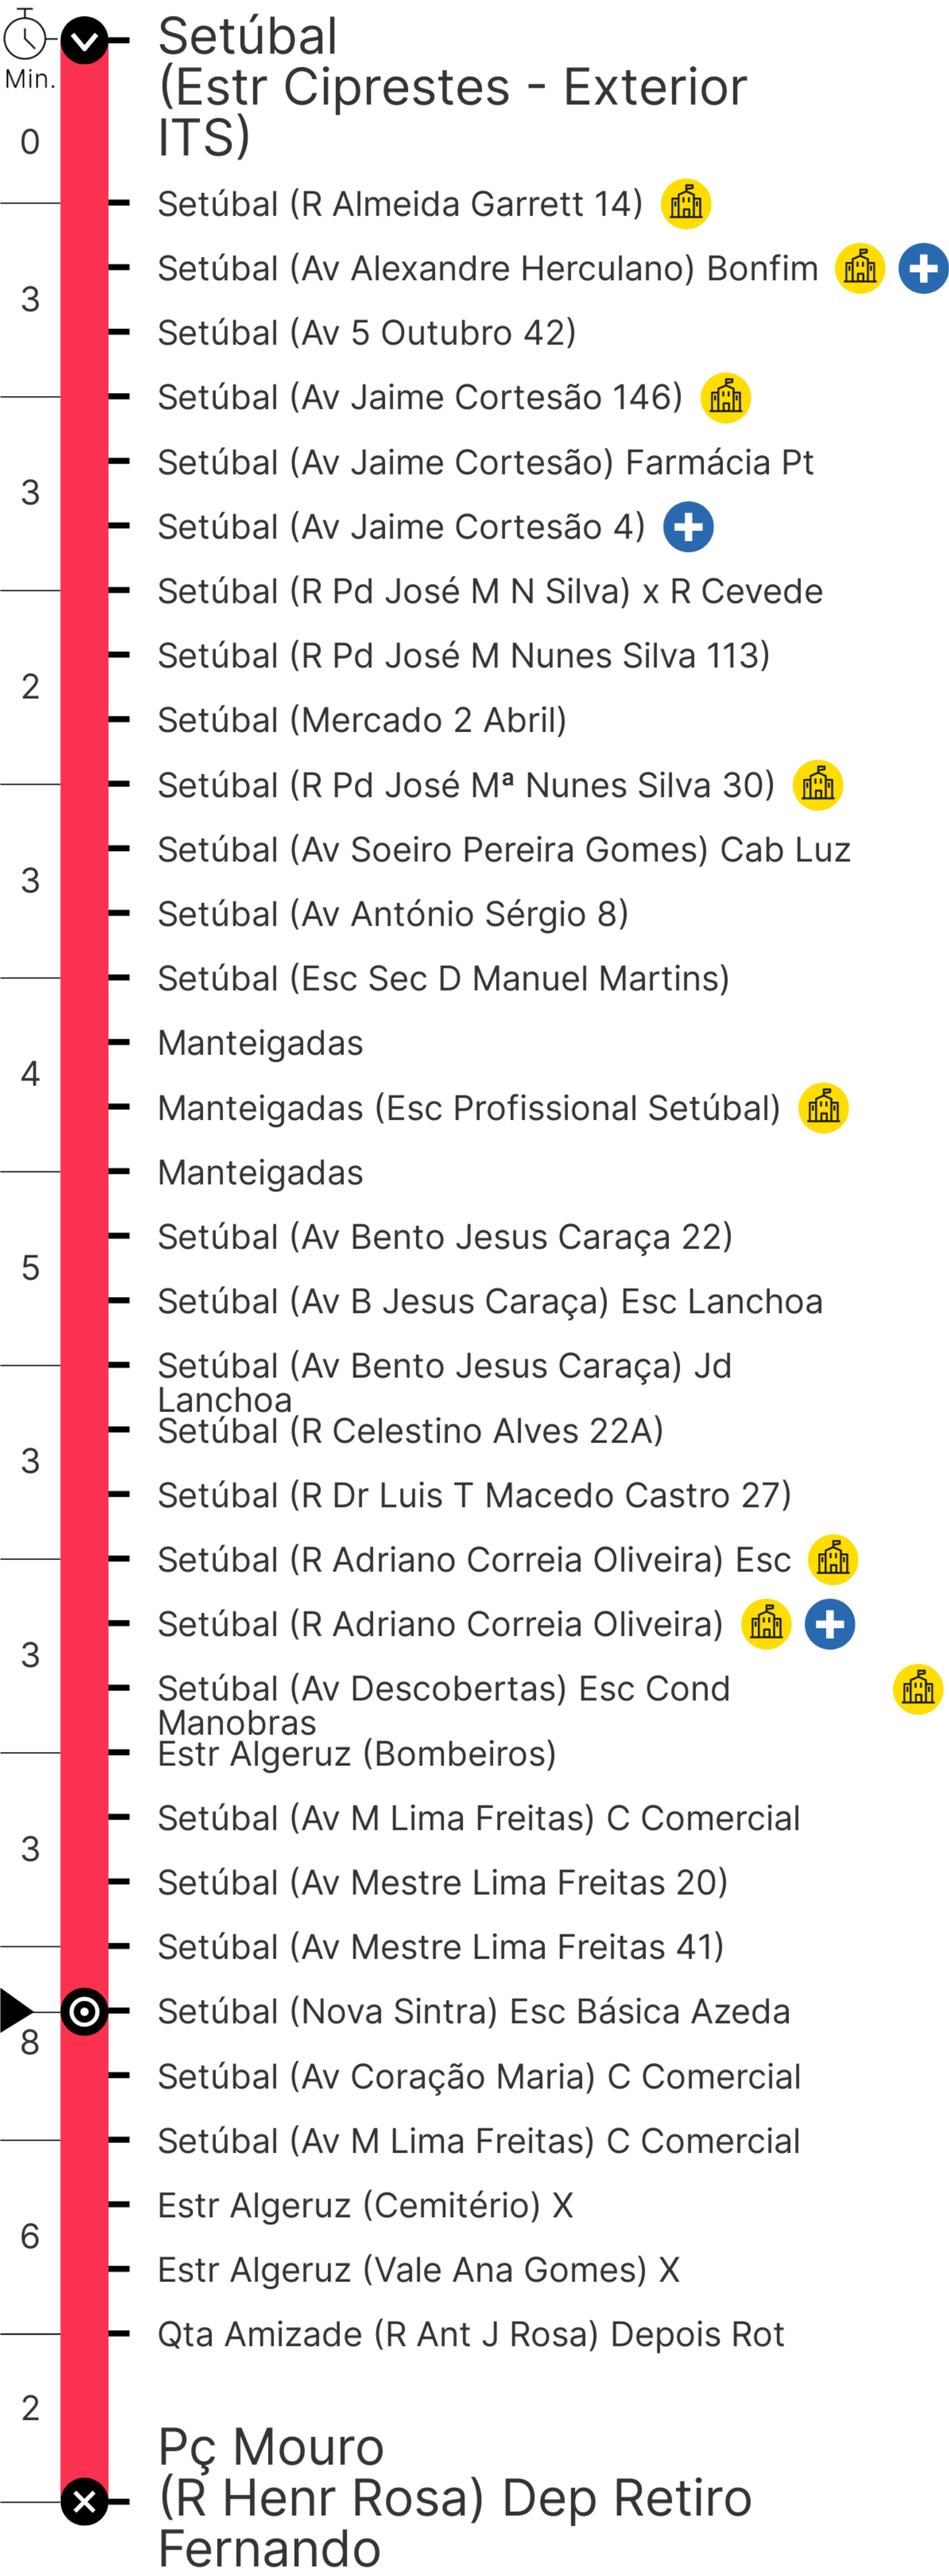 Setúbal
(Estr Ciprestes - Exterior
ITS)
Min.
0
Setúbal (R Almeida Garrett 14)
Setúbal (Av Alexandre Herculano) Bonfim
3
Setúbal (Av 5 Outubro 42)
Setúbal (Av Jaime Cortesão 146)
Setúbal (Av Jaime Cortesão) Farmácia Pt
3
Setúbal (Av Jaime Cortesão 4)
Setúbal (R Pd José M N Silva) x R Cevede
Setúbal (R Pd José M Nunes Silva 113)
2
Setúbal (Mercado 2 Abril)
Setúbal (R Pd José Mª Nunes Silva 30)
Setúbal (Av Soeiro Pereira Gomes) Cab Luz
3
Setúbal (Av António Sérgio 8)
Setúbal (Esc Sec D Manuel Martins)
Manteigadas
4
Manteigadas (Esc Profissional Setúbal)
Manteigadas
Setúbal (Av Bento Jesus Caraça 22)
5
Setúbal (Av B Jesus Caraça) Esc Lanchoa
Setúbal (Av Bento Jesus Caraça) Jd
Lanchoa
Setúbal (R Celestino Alves 22A)
3
Setúbal (R Dr Luis T Macedo Castro 27)
Setúbal (R Adriano Correia Oliveira) Esc
Setúbal (R Adriano Correia Oliveira)
3
Setúbal (Av Descobertas) Esc Cond
Manobras
Estr Algeruz (Bombeiros)
Setúbal (Av M Lima Freitas) C Comercial
3
Setúbal (Av Mestre Lima Freitas 20)
Setúbal (Av Mestre Lima Freitas 41)
Setúbal (Nova Sintra) Esc Básica Azeda
8
Setúbal (Av Coração Maria) C Comercial
Setúbal (Av M Lima Freitas) C Comercial
Estr Algeruz (Cemitério) X
6
Estr Algeruz (Vale Ana Gomes) X
Qta Amizade (R Ant J Rosa) Depois Rot
2
Pç Mouro
(R Henr Rosa) Dep Retiro
Fernando